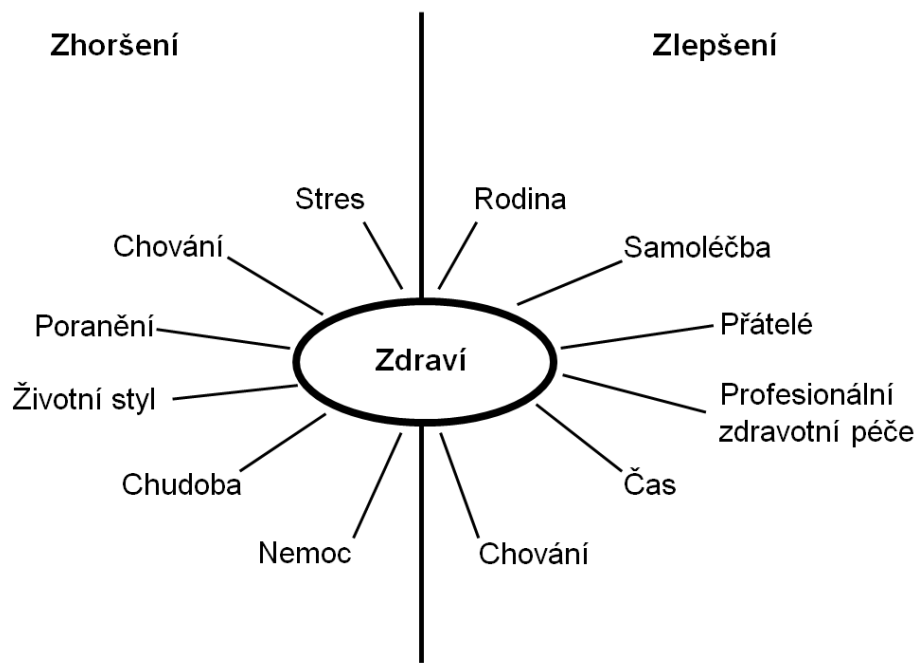 Zhoršení
Zlepšení
Stres
Rodina
Chování
Samoléčba
Poranění
Přátelé
Zdraví
Životní styl
Profesionální
zdravotní péče
Chudoba
Čas
Nemoc
Chování